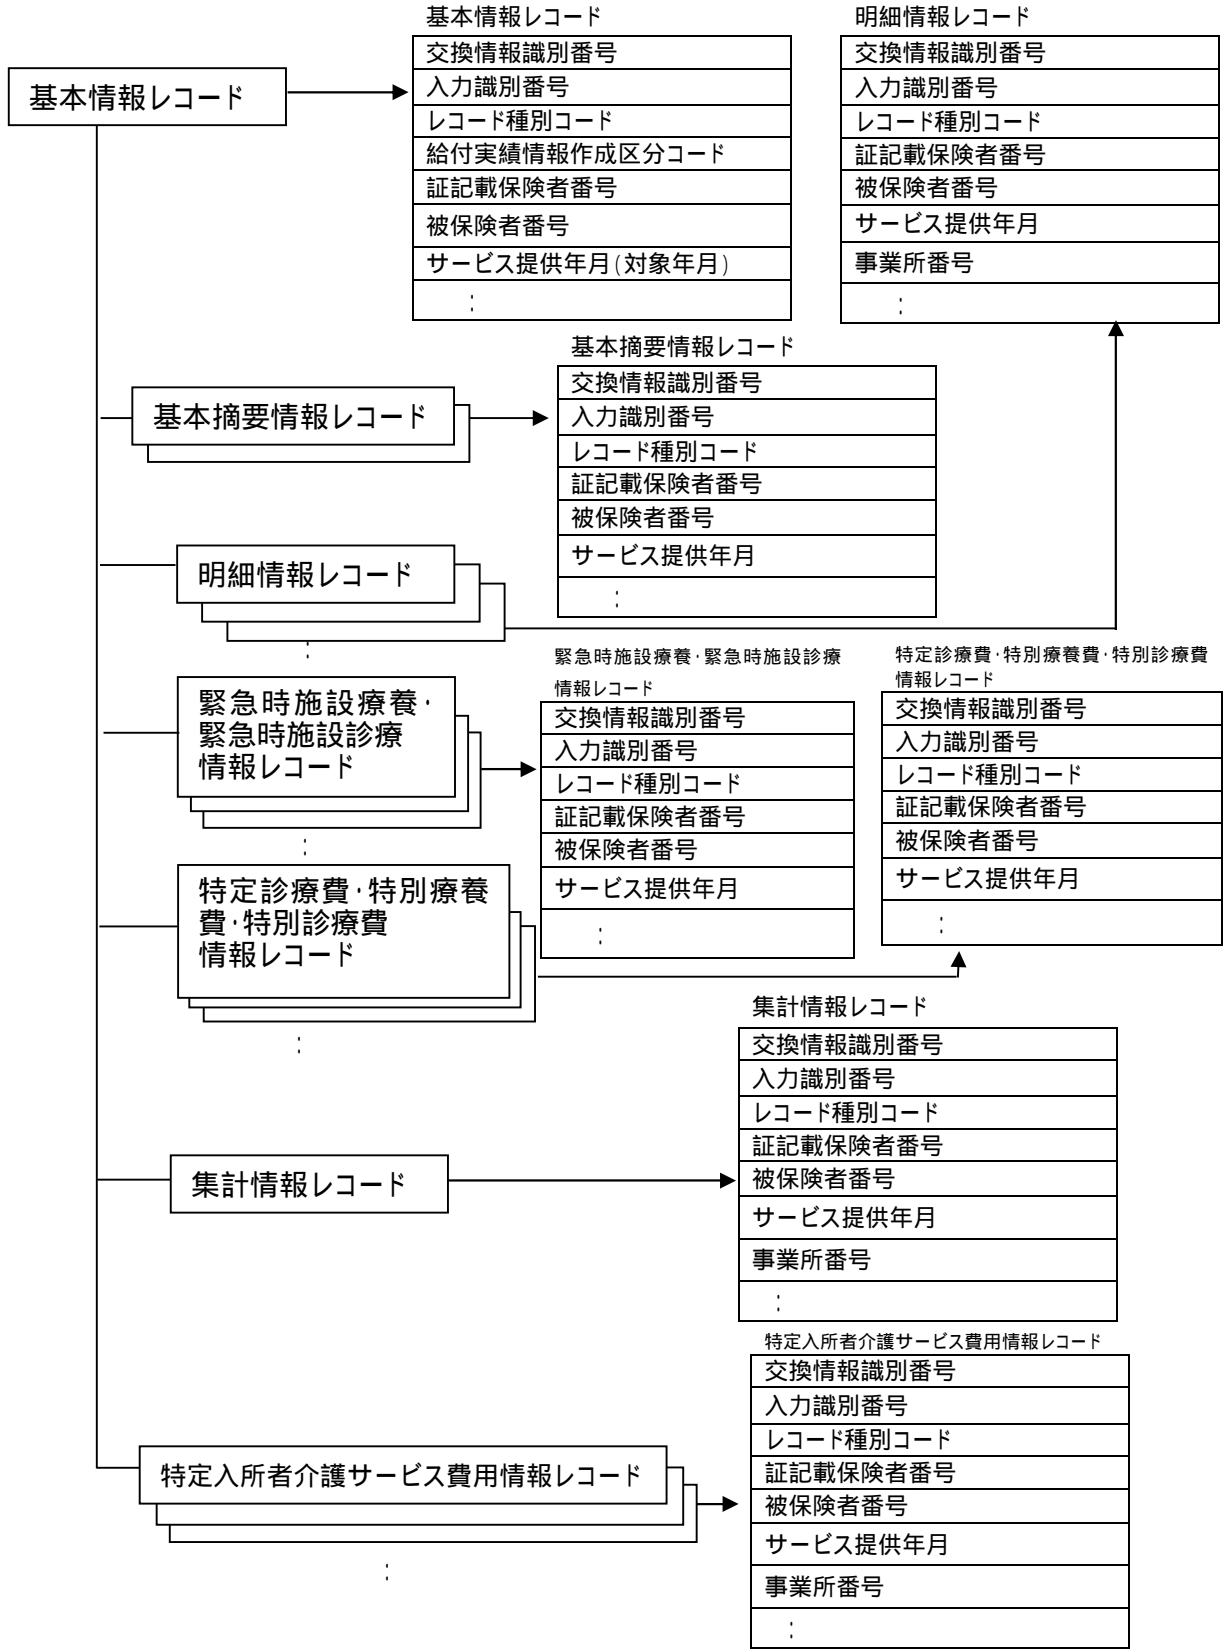 基本情報レコード
基本情報レコード
交換情報識別番号
入力識別番号
レコード種別コード
給付実績情報作成区分コード
証記載保険者番号
被保険者番号
サービス提供年月(対象年月)
:
明細情報レコード
交換情報識別番号
入力識別番号
レコード種別コード
証記載保険者番号
被保険者番号
サービス提供年月
事業所番号
:
基本摘要情報レコード
基本摘要情報レコード
交換情報識別番号
入力識別番号
レコード種別コード
証記載保険者番号
被保険者番号
サービス提供年月
:
明細情報レコード
:
緊急時施設療養・
緊急時施設診療
情報レコード
:
緊急時施設療養・緊急時施設診療
情報レコード
交換情報識別番号
入力識別番号
レコード種別コード
証記載保険者番号
被保険者番号
サービス提供年月
:
特定診療費・特別療養費・特別診療費
情報レコード
交換情報識別番号
入力識別番号
レコード種別コード
証記載保険者番号
被保険者番号
サービス提供年月
:
特定診療費・特別療養
費・特別診療費
情報レコード
:
集計情報レコード
集計情報レコード
交換情報識別番号
入力識別番号
レコード種別コード
証記載保険者番号
被保険者番号
サービス提供年月
事業所番号
:
特定入所者介護サービス費用情報レコード
:
特定入所者介護サービス費用情報レコード
交換情報識別番号
入力識別番号
レコード種別コード
証記載保険者番号
被保険者番号
サービス提供年月
事業所番号
: